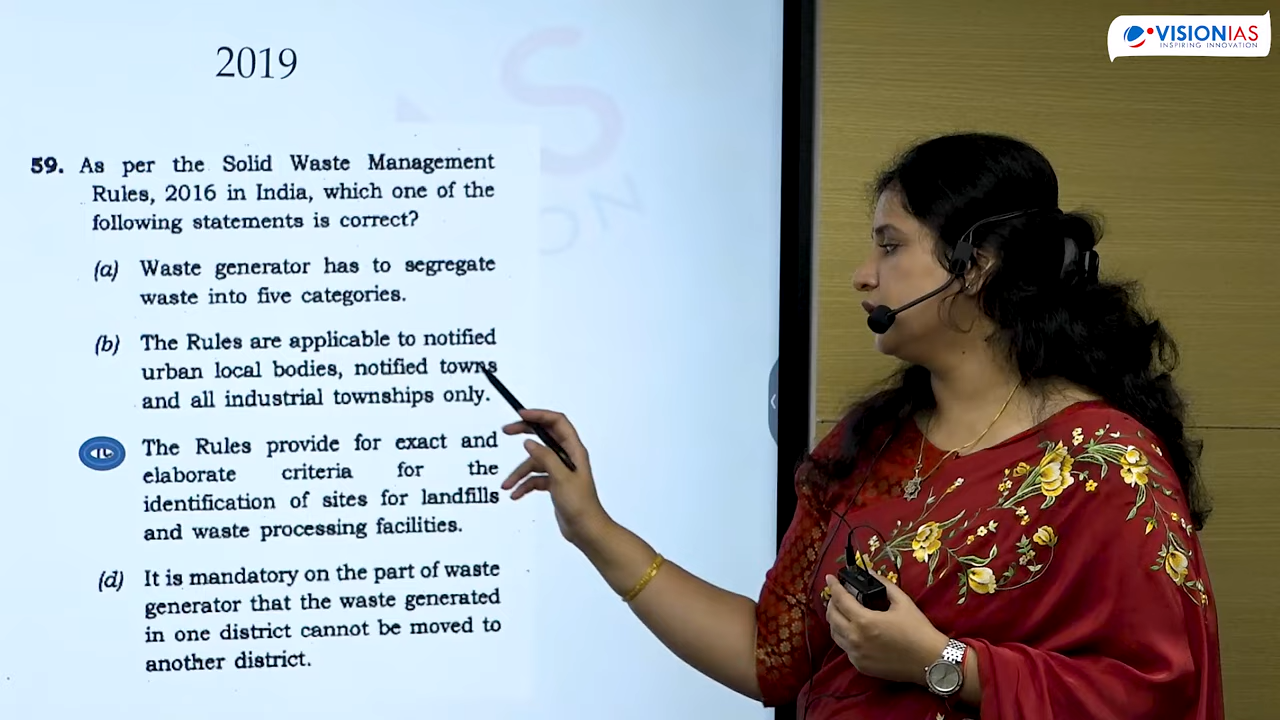 VISIONIAS
INSPIRING INNOVATION
2019
59. As per the Solid Waste Management
Rules, 2016 in India, which one of the
following statements is correct?
(a) Waste generator has to segregate
waste into five categories.
(b) The Rules are applicable to notified
urban local bodies, notified towns
and all industrial townships only.
The Rules provide for exact and
elaborate criteria for the
identification of sites for landfills
and waste processing facilities.
(d) It is mandatory on the part of waste
generator that the waste generated
in one district cannot be moved to
another district.